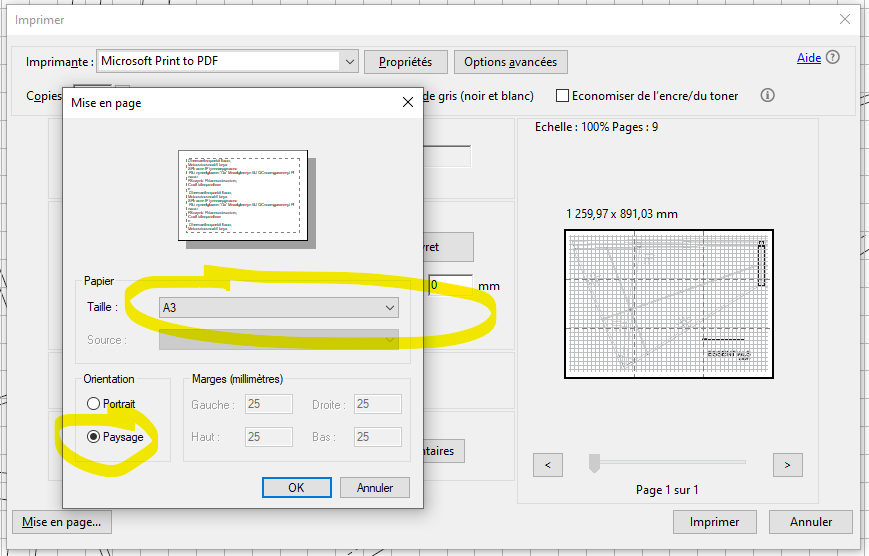 Imprimer
Imprimante :
Microsoft Print to PDF
Propriétés
Options avancées
Aide
Copies
de gris (noir et blanc)
Economiser de l'encre/du toner
Mise en page
Echelle : 100% Pages : 9
1 259,97 x 891,03 mm
vret
Papier
0
mm
Taille :
A3
Source :
ESSENTIALS
Orientation
Portrait
Paysage
Marges (millimètres)
Gauche :
25
Droite :
25
Haut :
25
Bas :
25
ntaires
<
>
Page 1 sur 1
OK
Annuler
Mise en page...
Imprimer
Annuler